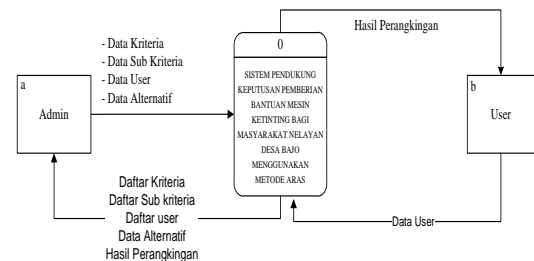 - Data Kriteria
- Data Sub Kriteria
- Data User
- Data Alternatif
a
Admin
0
SISTEM PENDUKUNG
KEPUTUSAN PEMBERIAN
BANTUAN MESIN
KETINTING BAGI
MASYARAKAT NELAYAN
DESA BAJO
MENGGUNAKAN
METODE ARAS
Hasil Perangkingan
b
User
Daftar Kriteria
Daftar Sub kriteria
Daftar user
Data Alternatif
Hasil Perangkingan
Data User